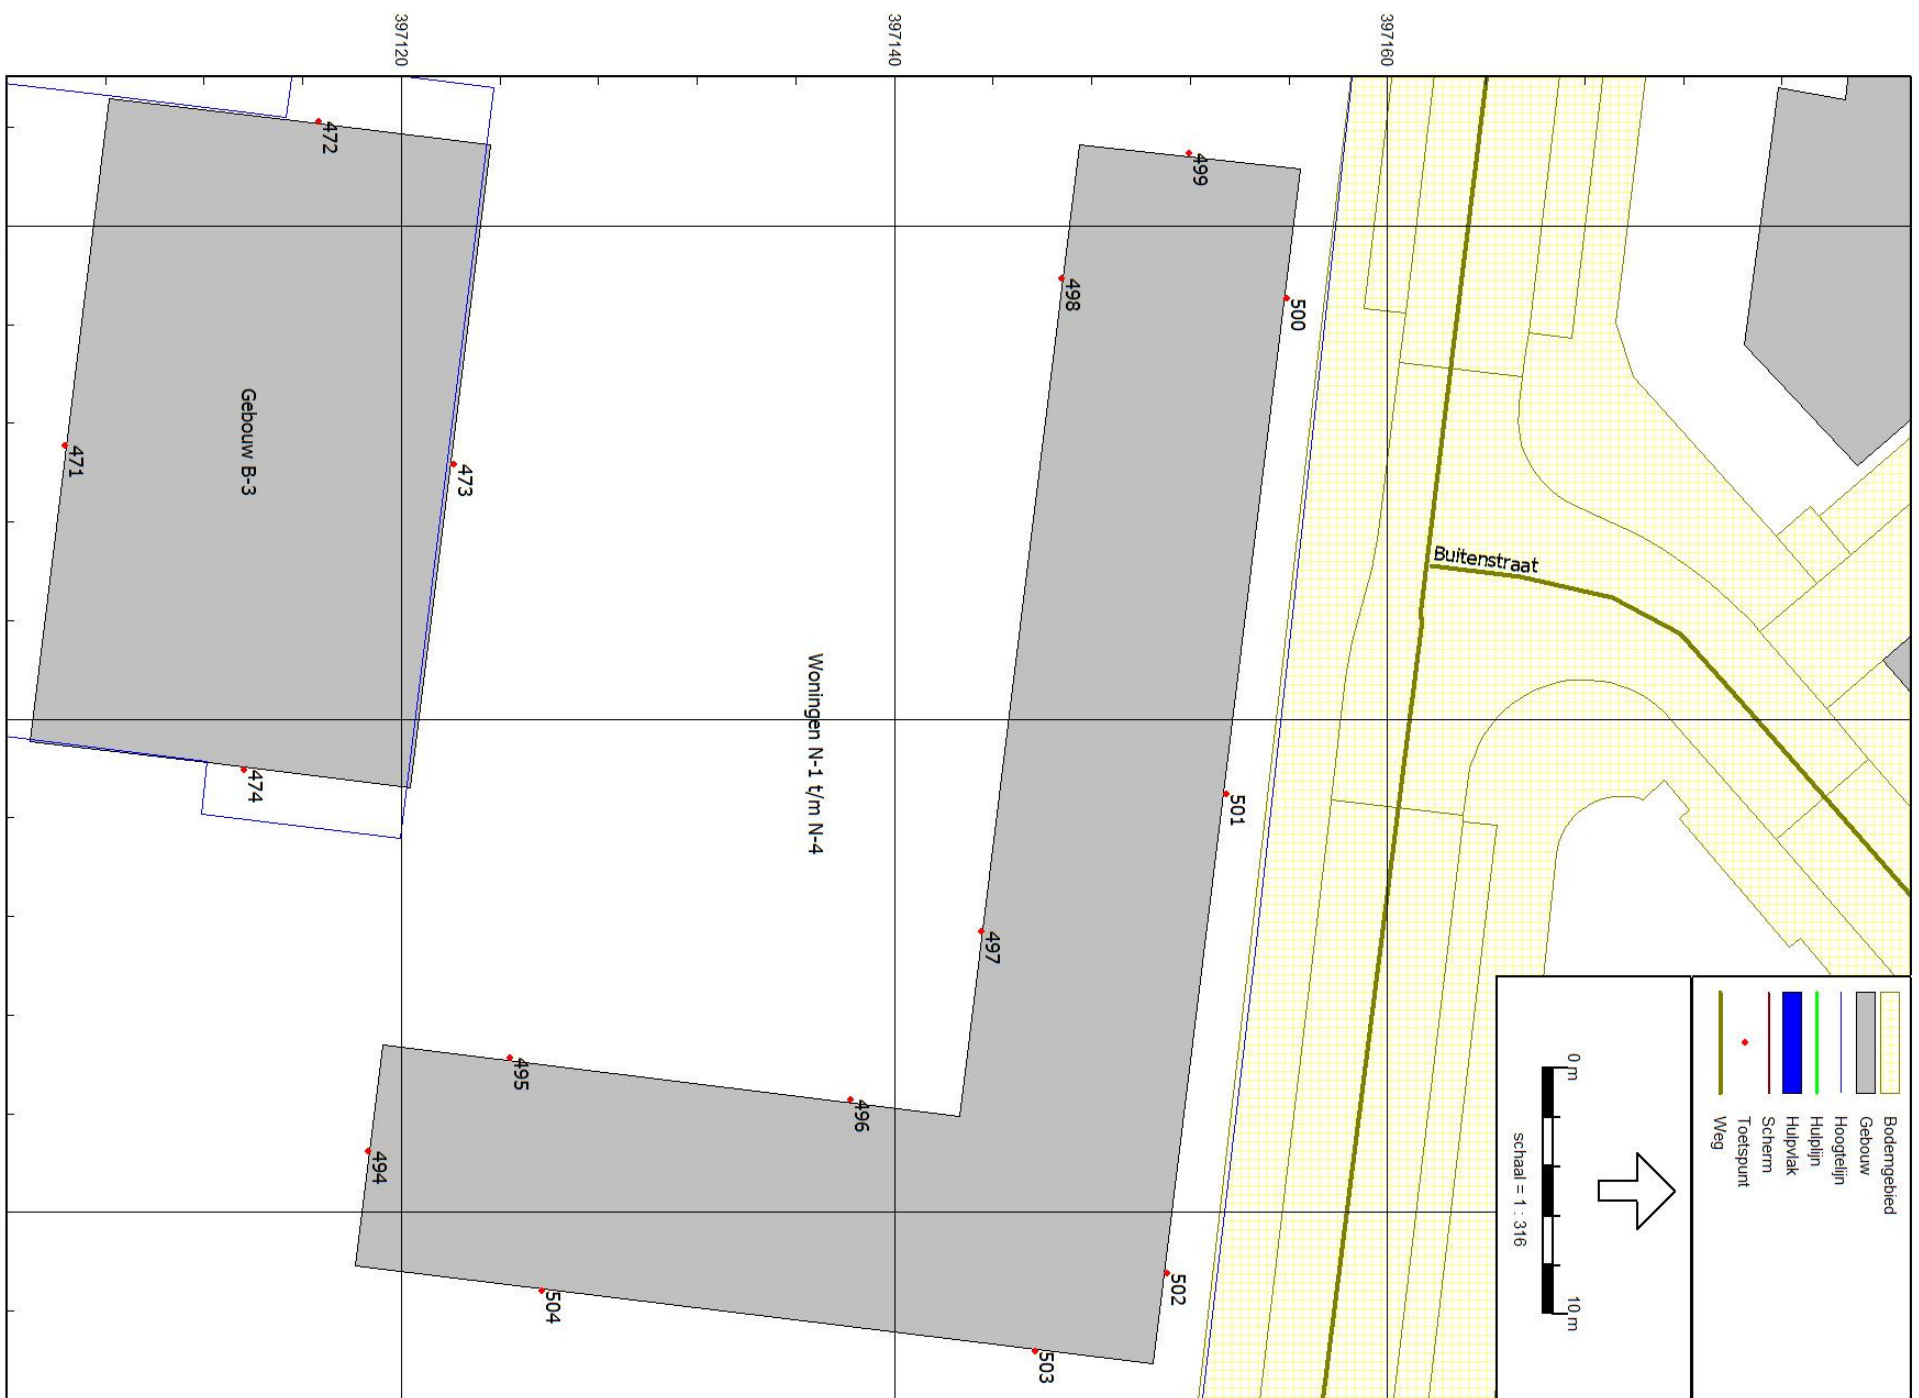 397120
397140
397160
472
499
498
500
471
Gebouw B-3
473
Buitenstraat
474
Woningen N-1 t/m N-4
501
497
495
496
494
502
504
503
Bodemgebied
Gebouw
Hoogtelijn
Hulplijn
Hulpvlak
Scherm
Toetspunt
Weg
0 m
10 m
schaal = 1 : 316